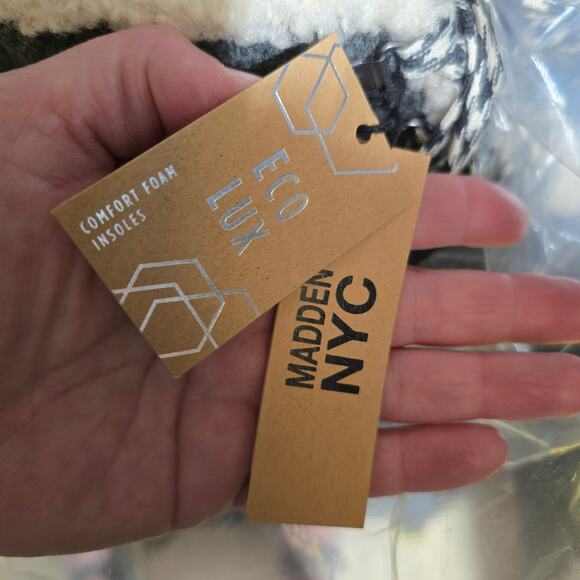 ECO
LUX
COMFORT FOAM
INSOLES
MADDEN
NYC